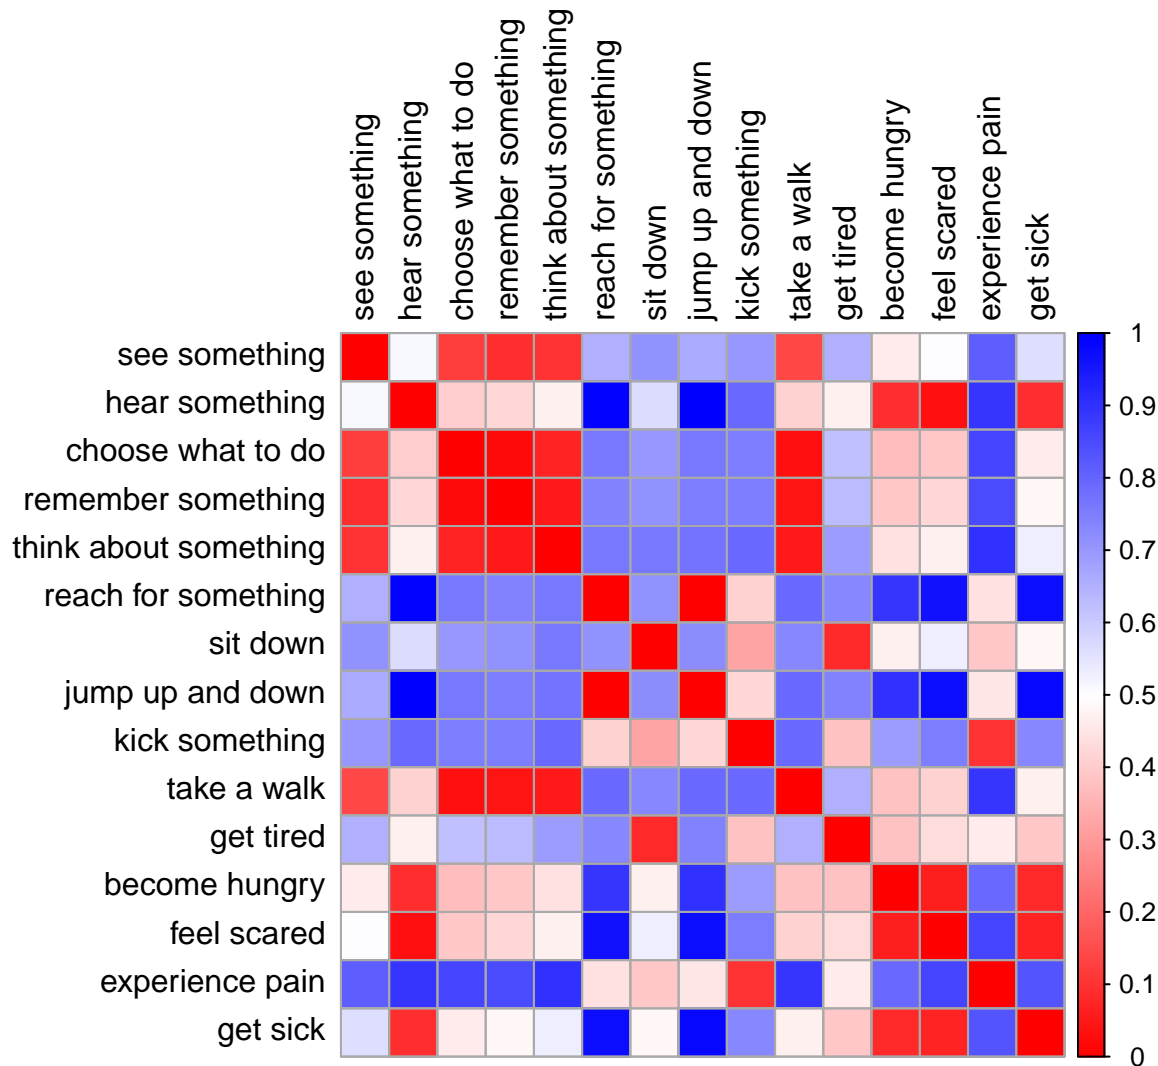 see something
hear something
choose what to do
remember something
think about something
reach for something
sit down
jump up and down
kick something
take a walk
get tired
become hungry
feel scared
experience pain
get sick
see something
hear something
choose what to do
remember something
think about something
reach for something
sit down
jump up and down
kick something
take a walk
get tired
become hungry
feel scared
experience pain
get sick
1
0.9
0.8
0.7
0.6
0.5
0.4
0.3
0.2
0.1
0